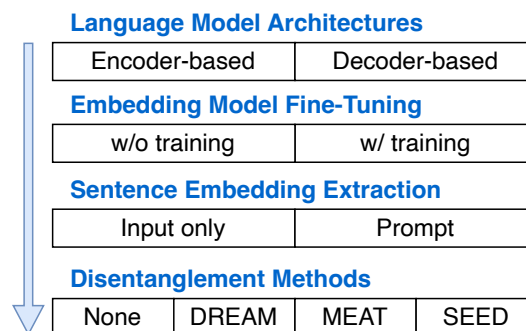 Language Model Architectures
Encoder-based Decoder-based
Embedding Model Fine-Tuning
w/o training w/ training
Sentence Embedding Extraction
Input only Prompt
Disentanglement Methods
None DREAM MEAT SEED